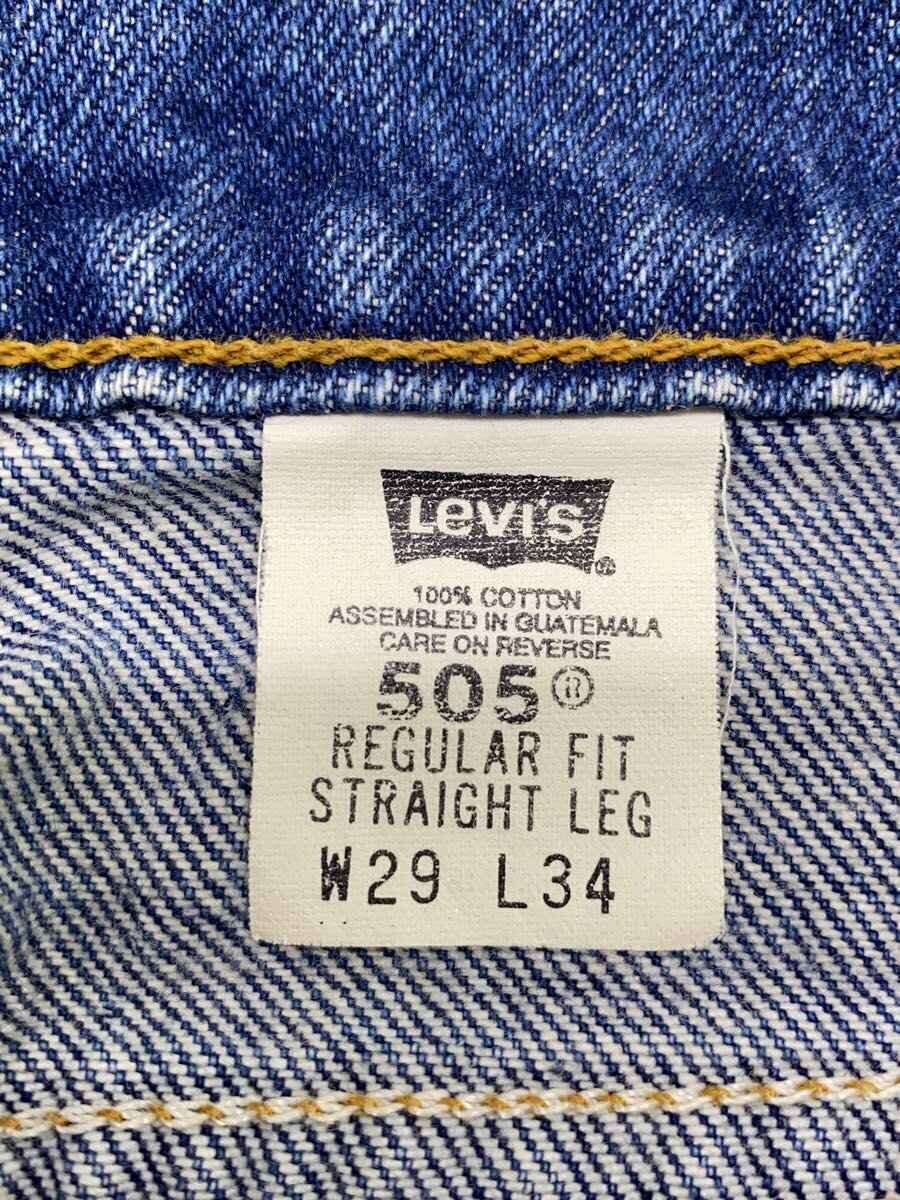 Levi's ®
100% COTTON
ASSEMBLED IN GUATEMALA
CARE ON REVERSE
505®
REGULAR FIT
STRAIGHT LEG
W29 L34